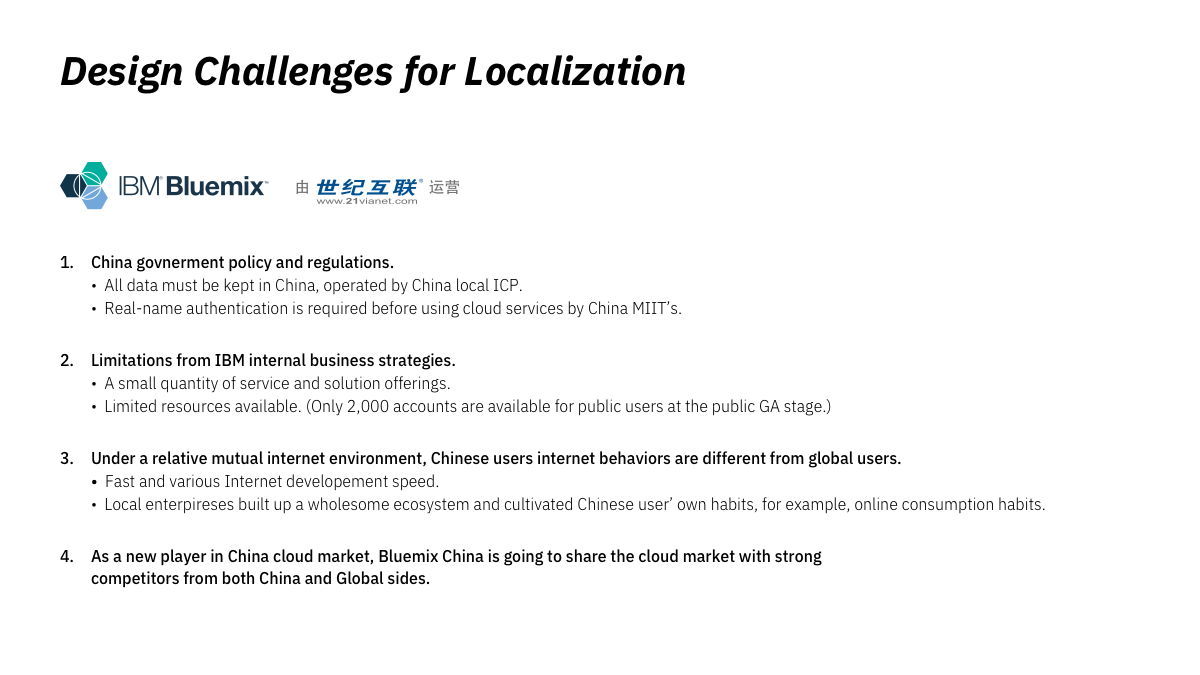 Design Challenges for Localization
IBM® Bluemix™ 由 世纪互联® 运营
www.21vianet.com
1. China govnerment policy and regulations.
• All data must be kept in China, operated by China local ICP.
• Real-name authentication is required before using cloud services by China MIIT’s.
2. Limitations from IBM internal business strategies.
• A small quantity of service and solution offerings.
• Limited resources available. (Only 2,000 accounts are available for public users at the public GA stage.)
3. Under a relative mutual internet environment, Chinese users internet behaviors are different from global users.
• Fast and various Internet developement speed.
• Local enterpireses built up a wholesome ecosystem and cultivated Chinese user’ own habits, for example, online consumption habits.
4. As a new player in China cloud market, Bluemix China is going to share the cloud market with strong
competitors from both China and Global sides.